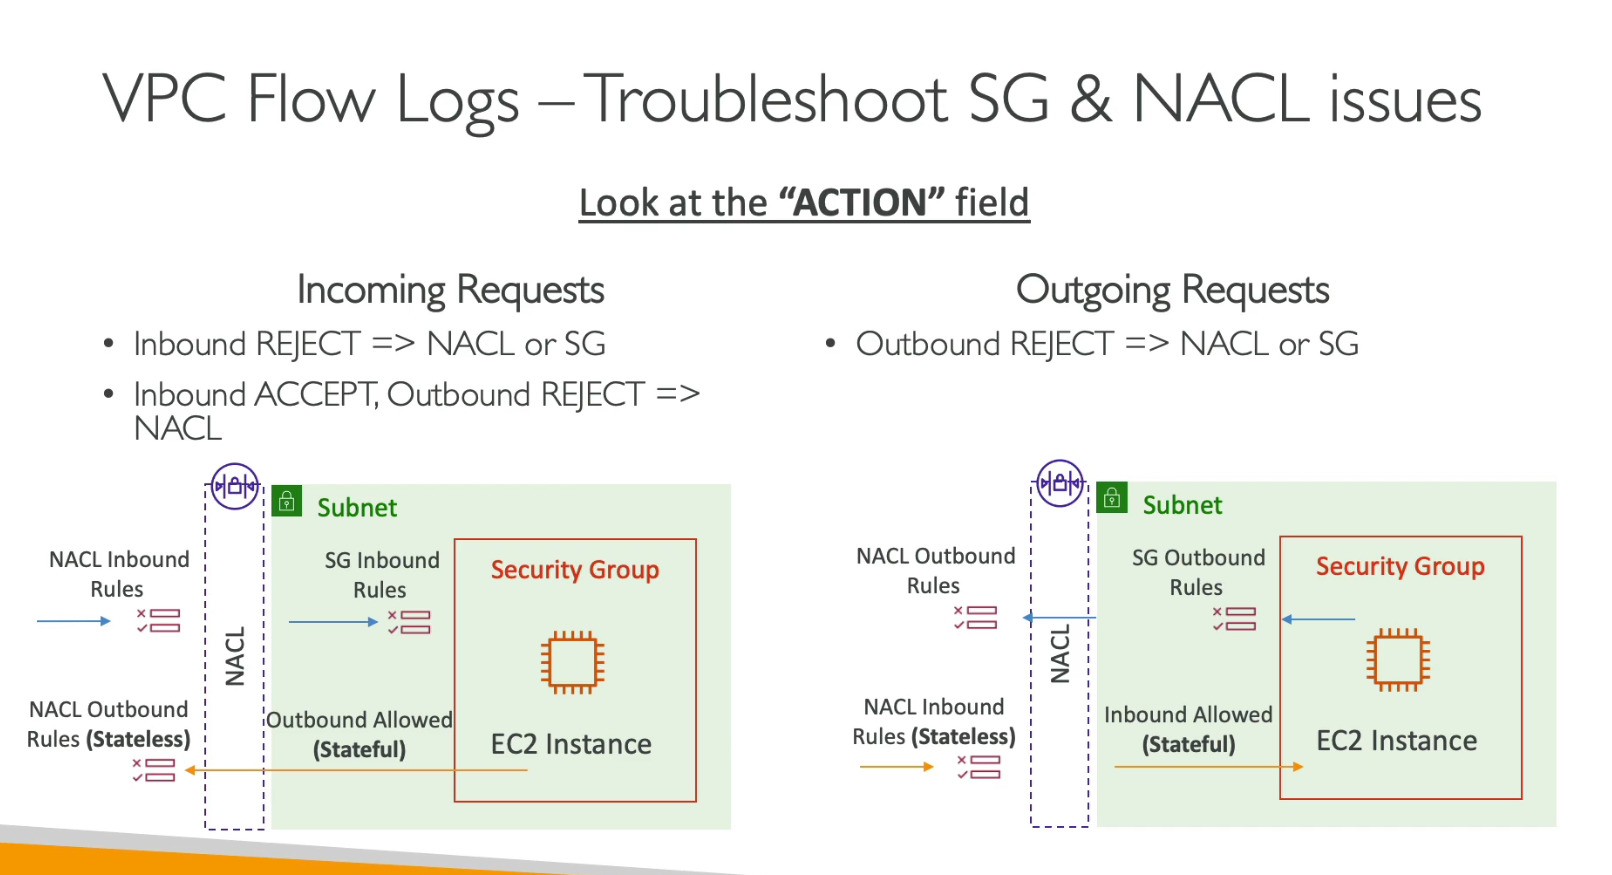 VPC Flow Logs – Troubleshoot SG & NACL issues
Look at the “ACTION” field
Incoming Requests
• Inbound REJECT => NACL or SG
• Inbound ACCEPT, Outbound REJECT =>
NACL
Outgoing Requests
• Outbound REJECT => NACL or SG
Subnet
NACL Inbound
Rules
SG Inbound
Rules
Security Group
NACL
NACL Outbound
Rules (Stateless)
Outbound Allowed
(Stateful)
EC2 Instance
Subnet
NACL Outbound
Rules
SG Outbound
Rules
Security Group
NACL
NACL Inbound
Rules (Stateless)
Inbound Allowed
(Stateful)
EC2 Instance